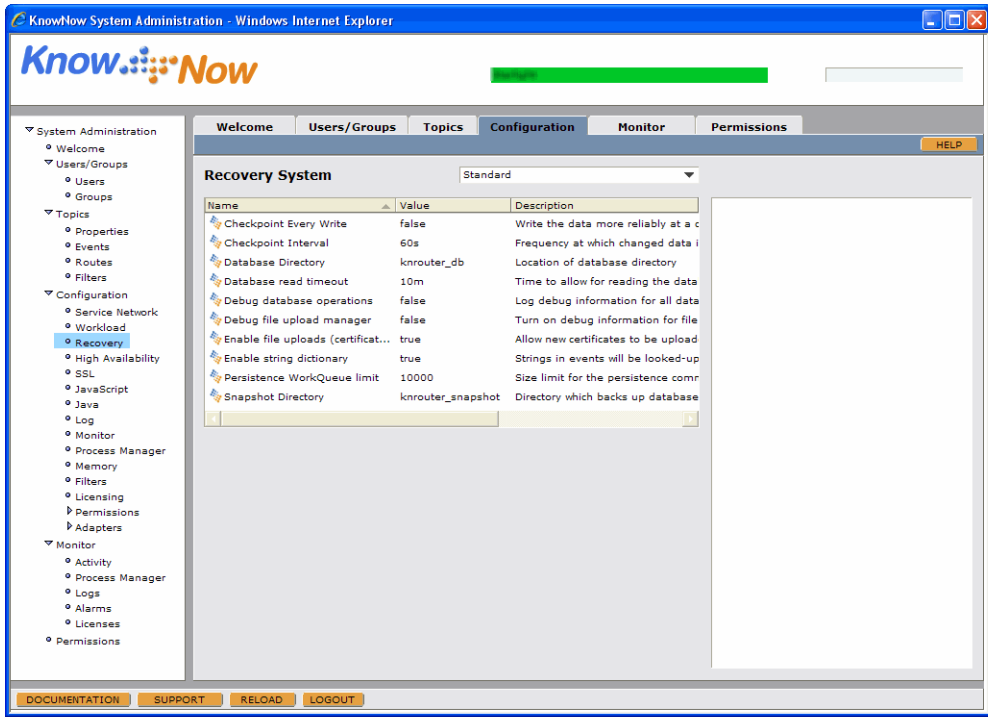 KnowNow System Administration - Windows Internet Explorer
Know Now
System Administration
Welcome
Users/Groups
Users
Groups
Topics
Properties
Events
Routes
Filters
Configuration
Service Network
Workload
Recovery
High Availability
SSL
JavaScript
Java
Log
Monitor
Process Manager
Memory
Filters
Licensing
Permissions
Adapters
Monitor
Activity
Process Manager
Logs
Alarms
Licenses
Permissions
Welcome Users/Groups Topics Configuration Monitor Permissions
HELP
Recovery System Standard
Name Value Description
Checkpoint Every Write false Write the data more reliably at a c
Checkpoint Interval 60s Frequency at which changed data i
Database Directory knrouter_db Location of database directory
Database read timeout 10m Time to allow for reading the data
Debug database operations false Log debug information for all data
Debug file upload manager false Turn on debug information for file
Enable file uploads (certificat... true Allow new certificates to be upload
Enable string dictionary true Strings in events will be looked-up
Persistence WorkQueue limit 10000 Size limit for the persistence comm
Snapshot Directory knrouter_snapshot Directory which backs up database
DOCUMENTATION SUPPORT RELOAD LOGOUT